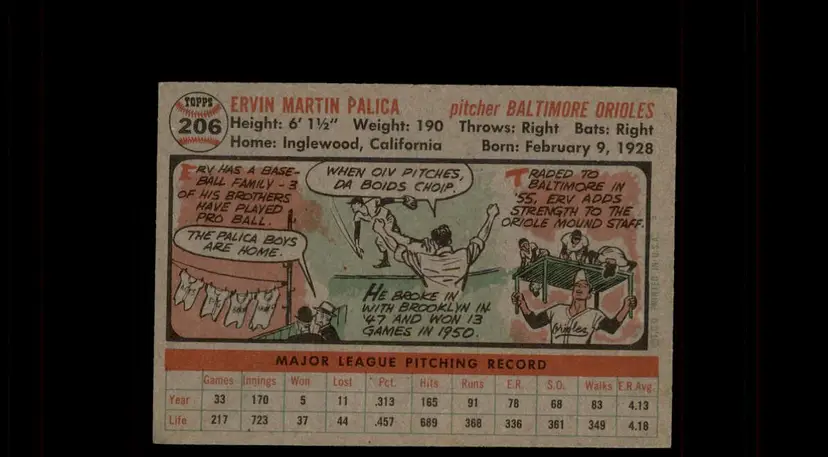 TOPPS
206
ERVIN MARTIN PALICA pitcher BALTIMORE ORIOLES
Height: 6' 1½" Weight: 190 Throws: Right Bats: Right
Home: Inglewood, California Born: February 9, 1928
ERV HAS A BASE-
BALL FAMILY - 3
OF HIS BROTHERS
HAVE PLAYED
PRO BALL.
THE PALICA BOYS
ARE HOME.
WHEN OIV PITCHES,
DA BOIDS CHOIP.
HE BROKE IN
WITH BROOKLYN IN
'47 AND WON 13
GAMES IN 1950.
TRADED TO
BALTIMORE IN
'55, ERV ADDS
STRENGTH TO THE
ORIOLE MOUND STAFF.
Orioles
MAJOR LEAGUE PITCHING RECORD
Games Innings Won Lost Pct. Hits Runs E.R. S.O. Walks E.R.Avg.
Year 33 170 5 11 .313 165 91 78 68 83 4.13
Life 217 723 37 44 .457 689 368 336 361 349 4.18